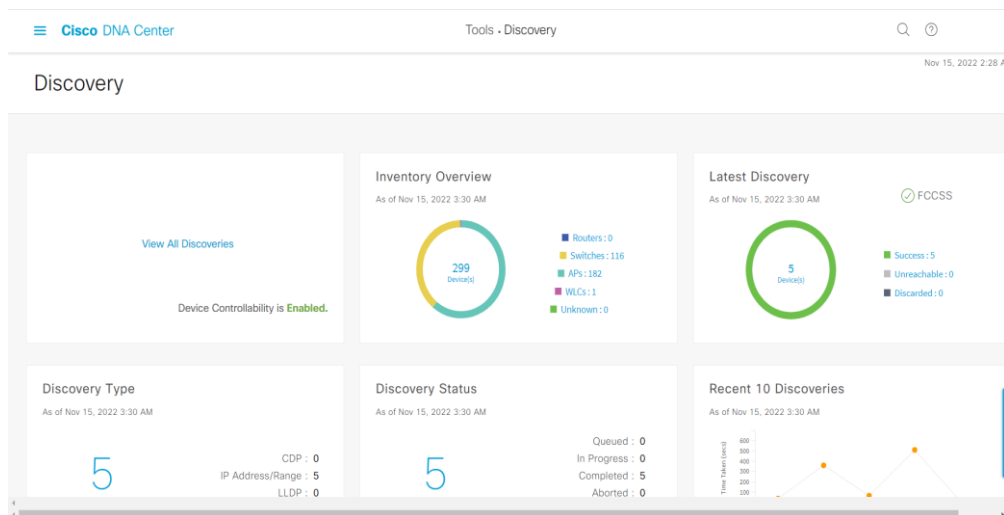 Cisco DNA Center
Tools • Discovery
Nov 15, 2022 2:28 A
Discovery
View All Discoveries
Device Controllability is Enabled.
Inventory Overview
As of Nov 15, 2022 3:30 AM
299
Device(s)
Routers : 0
Switches : 116
APs : 182
WLCs : 1
Unknown : 0
Latest Discovery
As of Nov 15, 2022 3:30 AM
FCCSS
5
Device(s)
Success : 5
Unreachable : 0
Discarded : 0
Discovery Type
As of Nov 15, 2022 3:30 AM
5
CDP : 0
IP Address/Range : 5
LLDP : 0
Discovery Status
As of Nov 15, 2022 3:30 AM
5
Queued : 0
In Progress : 0
Completed : 5
Aborted : 0
Recent 10 Discoveries
As of Nov 15, 2022 3:30 AM
Time Taken (secs)
600
500
400
300
200
100